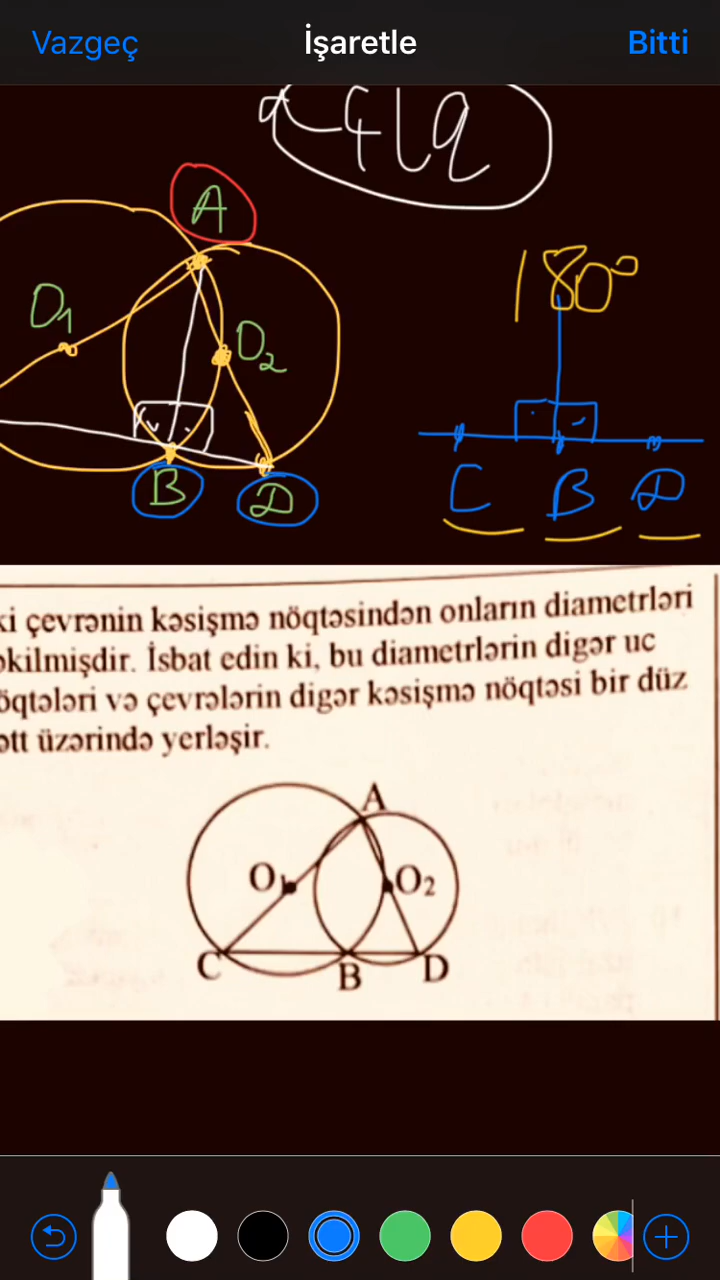 Vazgeç İşaretle Bitti
A
180°
O₁
O₂
C B D
B D
ki çevrənin kəsişmə nöqtəsindən onların diametrləri
əkilmişdir. İsbat edin ki, bu diametrlərin digər uc
öqtələri və çevrələrin digər kəsişmə nöqtəsi bir düz
ətt üzərində yerləşir.
A
O₁ O₂
C B D